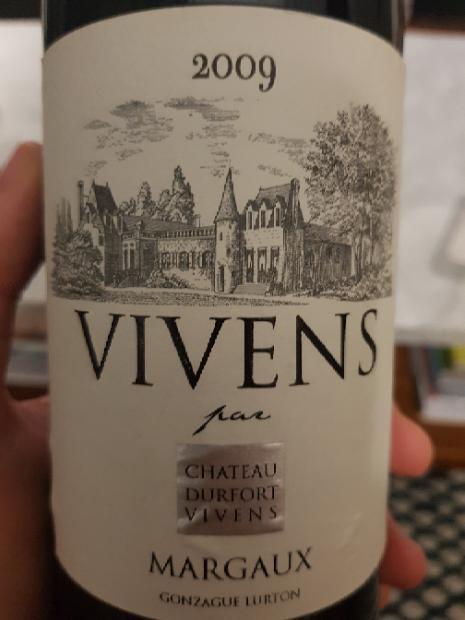 2009
VIVENS
par
CHATEAU
DURFORT
VIVENS
MARGAUX
GONZAGUE LURTON